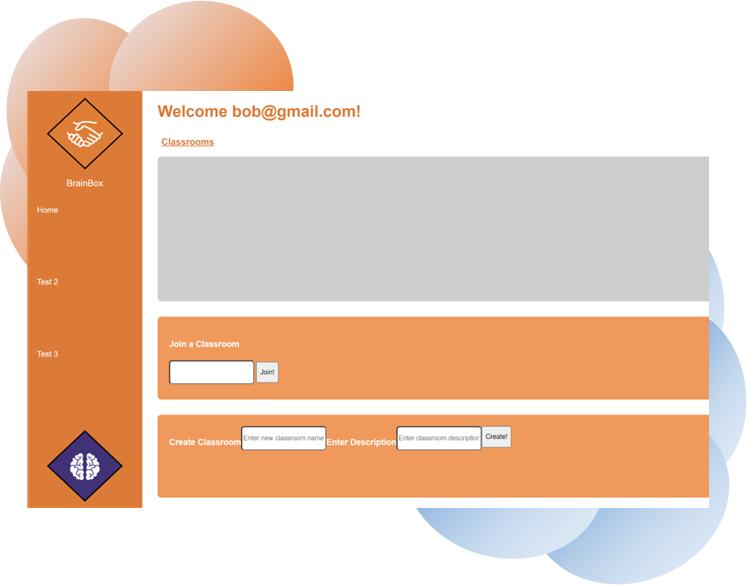 Welcome bob@gmail.com!
Classrooms
BrainBox
Home
Test 2
Test 3
Join a Classroom
Join!
Create Classroom Enter new classroom name Enter Description Enter classroom description Create!